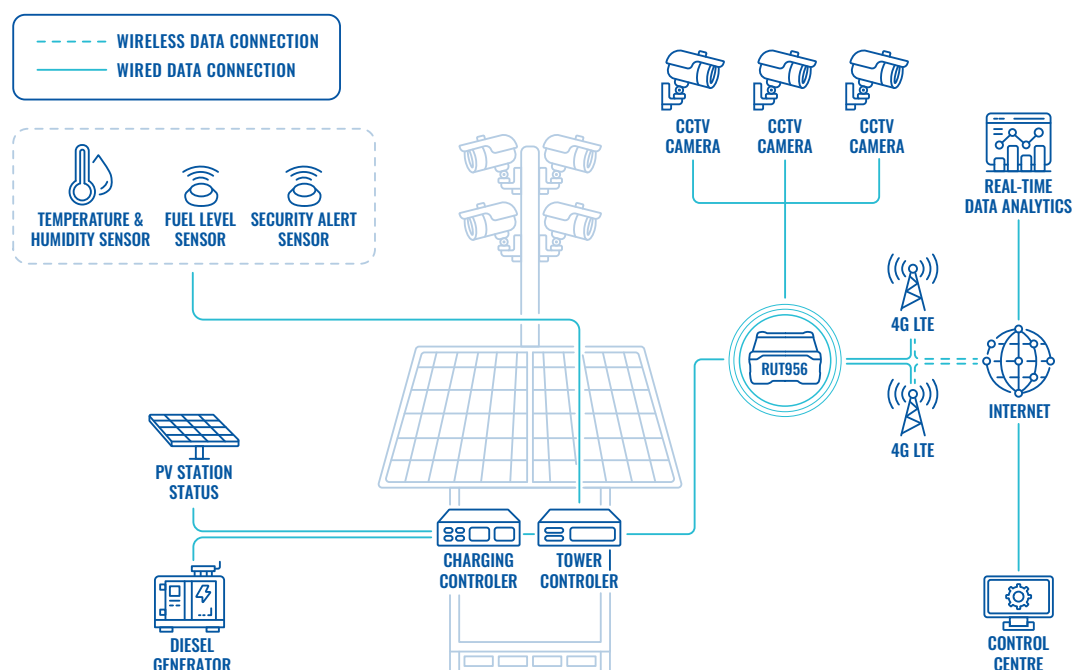 WIRELESS DATA CONNECTION
WIRED DATA CONNECTION
CCTV
CAMERA
CCTV
CAMERA
CCTV
CAMERA
REAL-TIME
DATA ANALYTICS
TEMPERATURE &
HUMIDITY SENSOR
FUEL LEVEL
SENSOR
SECURITY ALERT
SENSOR
4G LTE
RUT956
INTERNET
4G LTE
PV STATION
STATUS
CHARGING
CONTROLER
TOWER
CONTROLER
DIESEL
GENERATOR
CONTROL
CENTRE